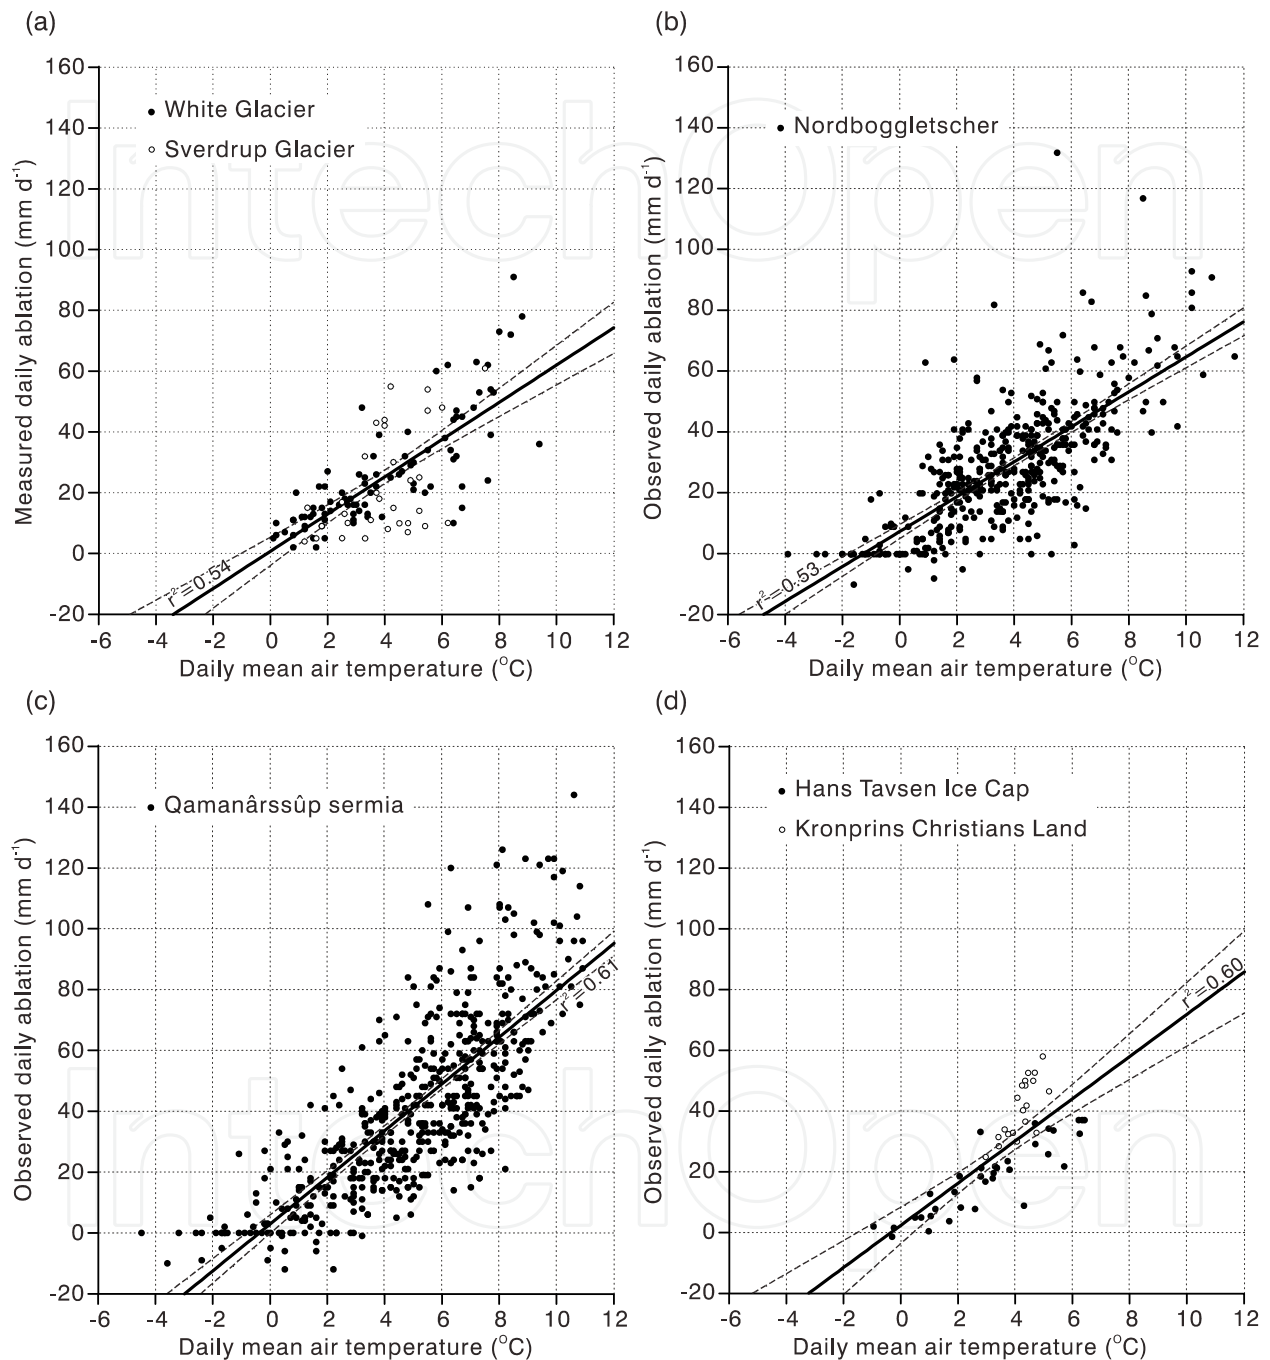 (a)
160
140
120
100
80
60
40
20
0
-20
-6 -4 -2 0 2 4 6 8 10 12
Measured daily ablation (mm d⁻¹)
Daily mean air temperature (°C)
White Glacier
Sverdrup Glacier
r²=0.54
(b)
160
140
120
100
80
60
40
20
0
-20
-6 -4 -2 0 2 4 6 8 10 12
Observed daily ablation (mm d⁻¹)
Daily mean air temperature (°C)
Nordboggletscher
r²=0.53
(c)
160
140
120
100
80
60
40
20
0
-20
-6 -4 -2 0 2 4 6 8 10 12
Observed daily ablation (mm d⁻¹)
Daily mean air temperature (°C)
Qamanârssûp sermia
r²=0.61
(d)
160
140
120
100
80
60
40
20
0
-20
-6 -4 -2 0 2 4 6 8 10 12
Observed daily ablation (mm d⁻¹)
Daily mean air temperature (°C)
Hans Tavsen Ice Cap
Kronprins Christians Land
r²=0.60
IntechOpen
IntechOpen